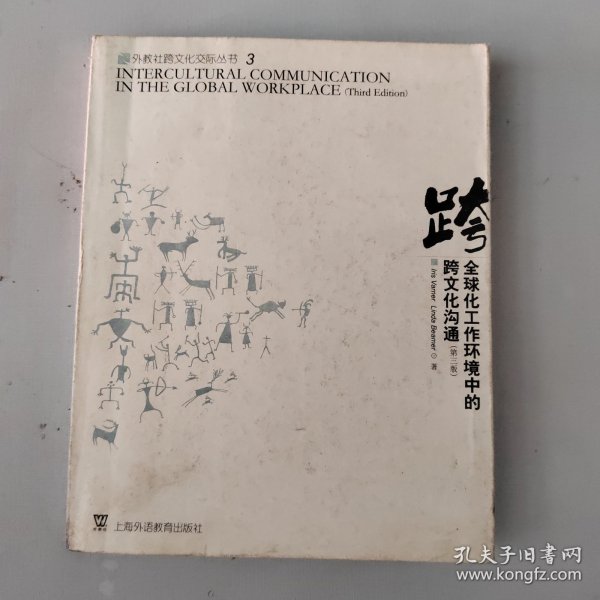 外教社跨文化交际丛书 3
INTERCULTURAL COMMUNICATION
IN THE GLOBAL WORKPLACE (Third Edition)
跨
全球化工作环境中的
跨文化沟通(第三版)
Iris Varner Linda Beamer ⊙ 著
W
外教社
上海外语教育出版社
孔夫子旧书网
www.kongfz.com